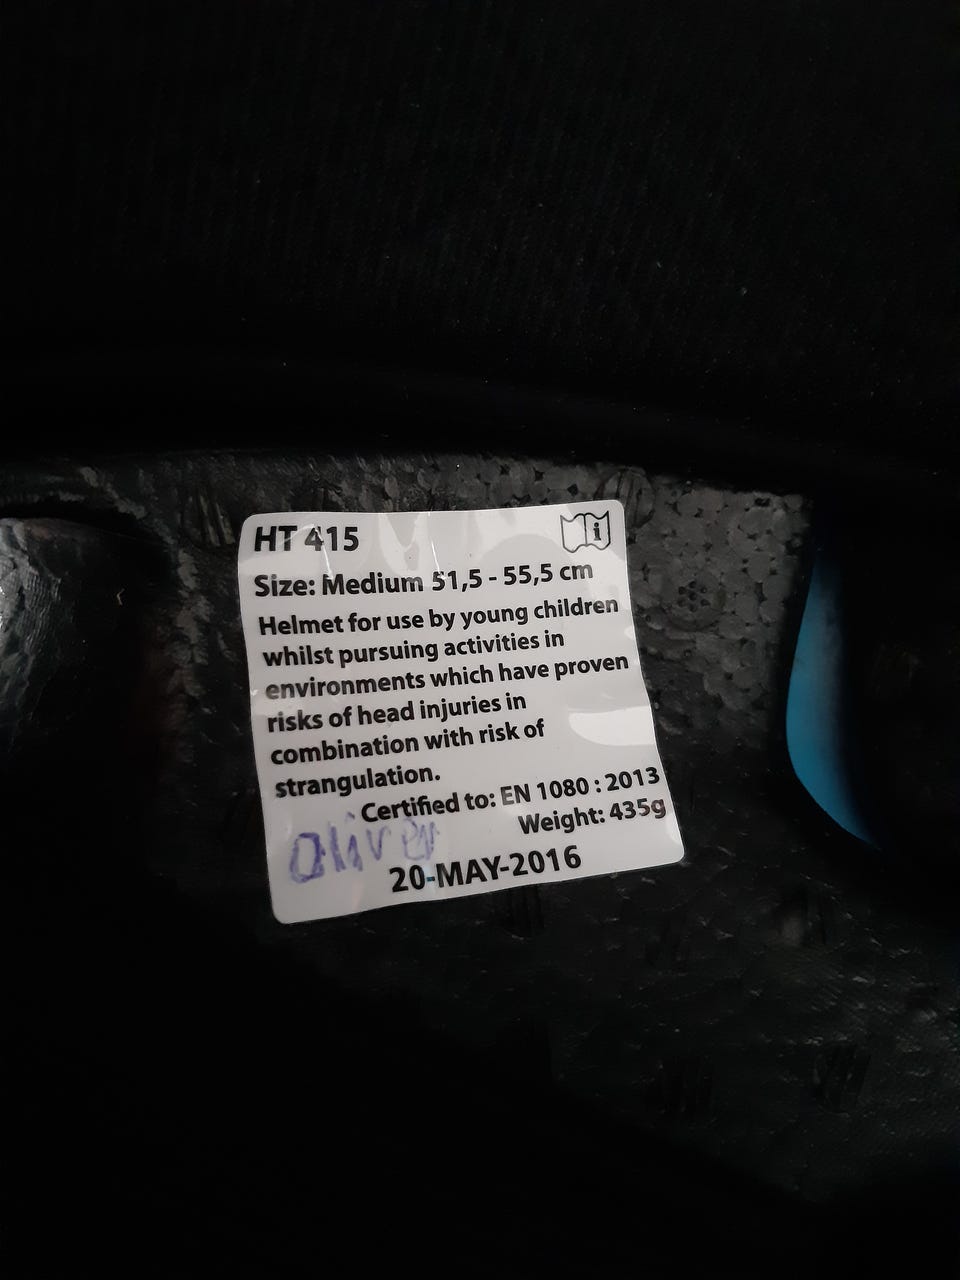 HT 415
i
Size: Medium 51,5 - 55,5 cm
Helmet for use by young children
whilst pursuing activities in
environments which have proven
risks of head injuries in
combination with risk of
strangulation.
Certified to: EN 1080 : 2013
Weight: 435g
Oliver
20-MAY-2016